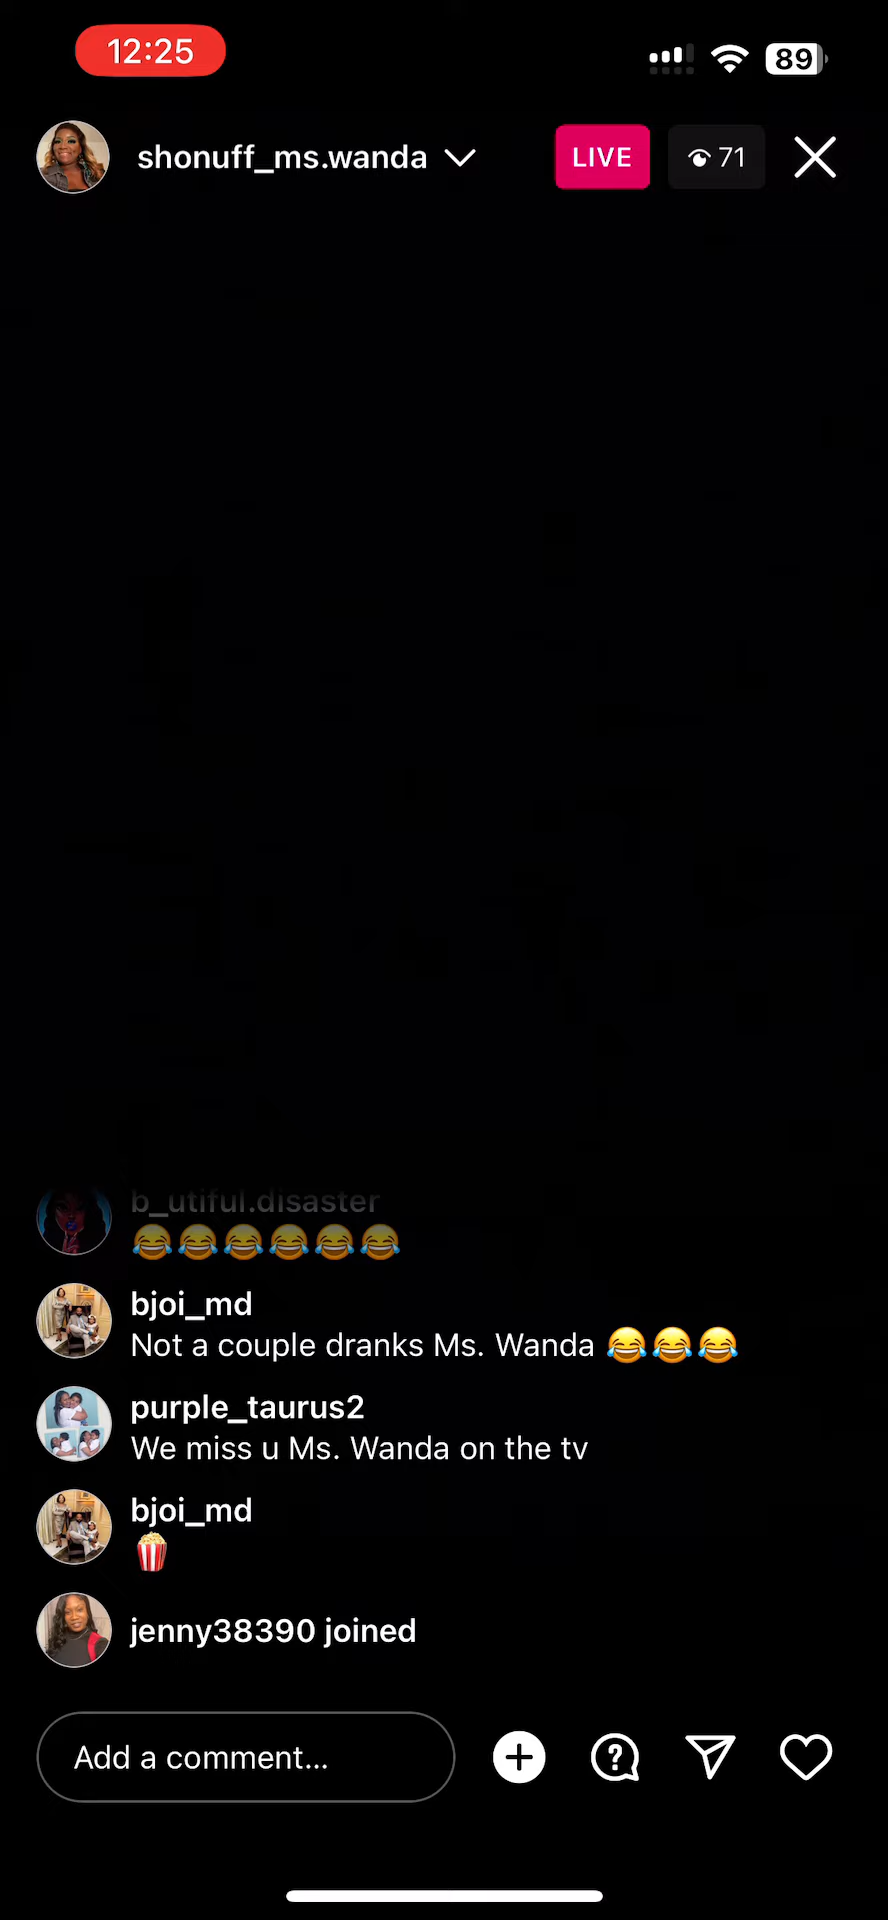 12:25
89
shonuff_ms.wanda
LIVE
71
b_utiful.disaster
😂😂😂😂😂😂
bjoi_md
Not a couple dranks Ms. Wanda 😂😂😂
purple_taurus2
We miss u Ms. Wanda on the tv
bjoi_md
🍿
jenny38390 joined
Add a comment...